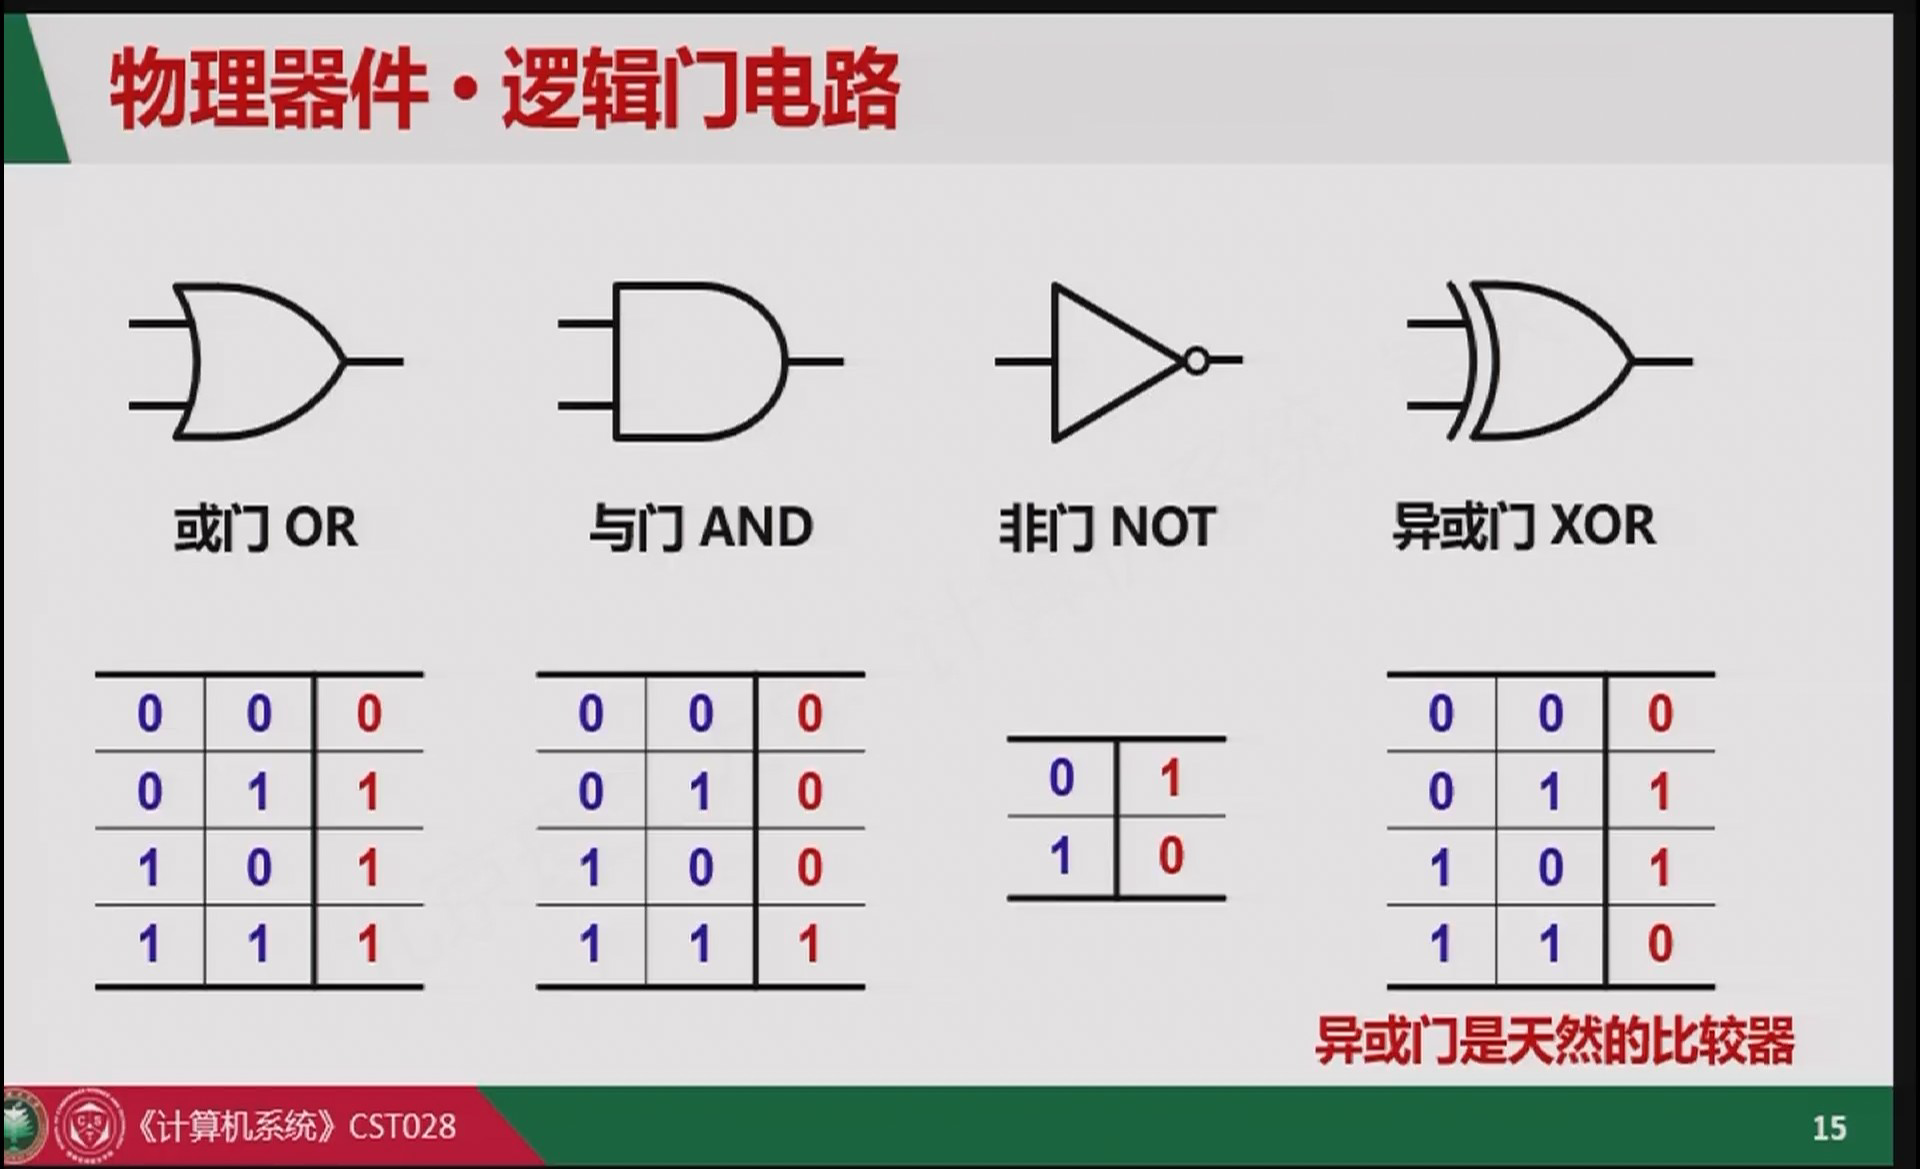 物理器件·逻辑门电路
或门 OR
与门 AND
非门 NOT
异或门 XOR
0 0 0
0 1 1
1 0 1
1 1 1
0 0 0
0 1 0
1 0 0
1 1 1
0 1
1 0
0 0 0
0 1 1
1 0 1
1 1 0
异或门是天然的比较器
《计算机系统》CST028
15